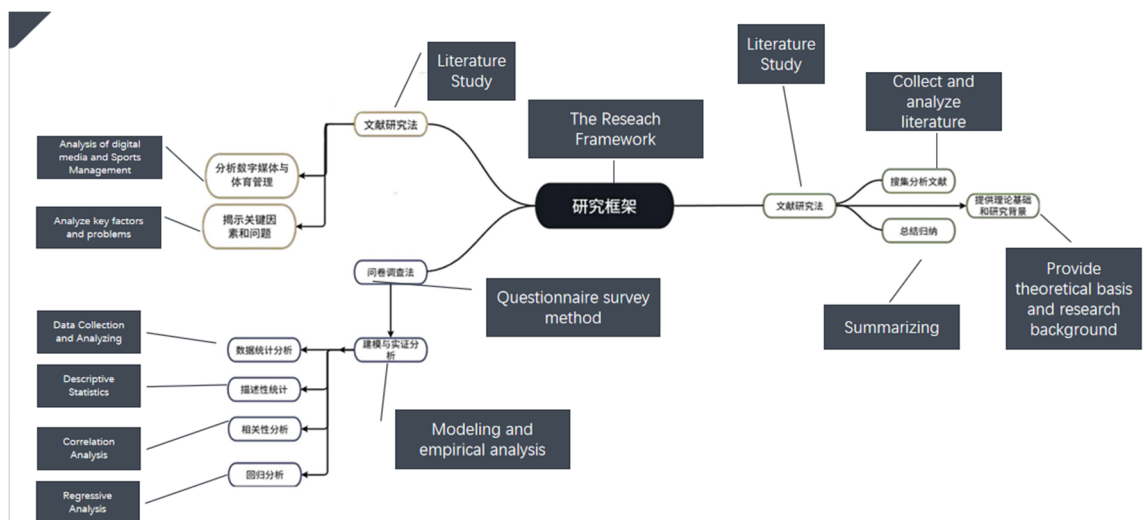 Literature
Study
文献研究法
Analysis of digital
media and Sports
Management
分析数字媒体与
体育管理
Analyze key factors
and problems
揭示关键因
素和问题
The Reseach
Framework
研究框架
Literature
Study
文献研究法
Collect and
analyze
literature
搜集分析文献
提供理论基础
和研究背景
总结归纳
Provide
theoretical basis
and research
background
Summarizing
问卷调查法
Questionnaire survey
method
建模与实证分
析
Modeling and
empirical analysis
Data Collection
and Analyzing
数据统计分析
Descriptive
Statistics
描述性统计
Correlation
Analysis
相关性分析
Regressive
Analysis
回归分析